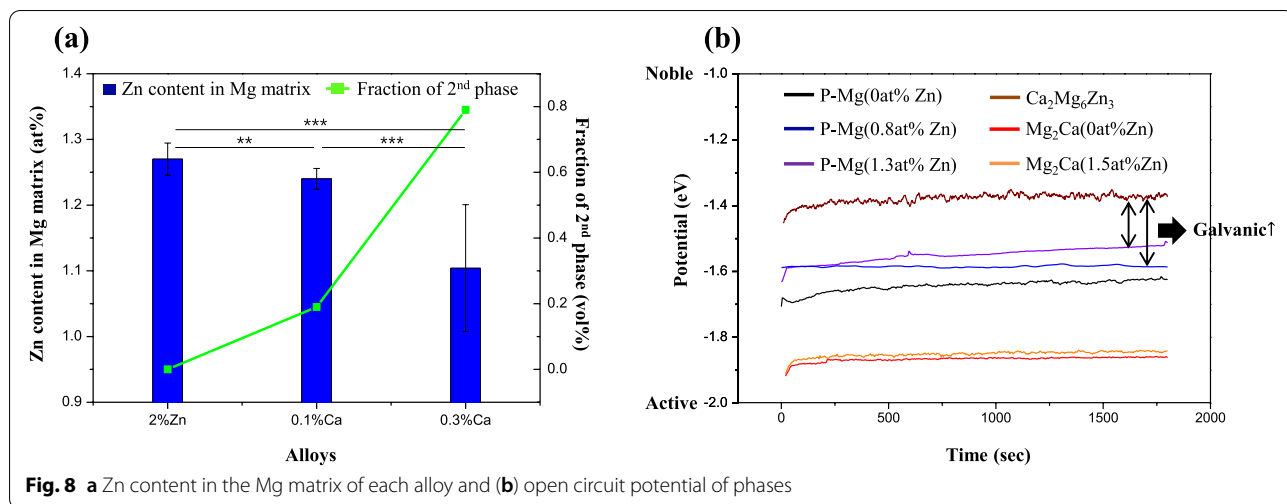 (a)
Zn content in Mg matrix
Fraction of 2nd phase
***
**
***
Zn content in Mg matrix (at%)
1.4
1.3
1.2
1.1
1.0
0.9
Fraction of 2nd phase (vol%)
0.8
0.6
0.4
0.2
0.0
2%Zn
0.1%Ca
0.3%Ca
Alloys
(b)
Noble
Active
Potential (eV)
-1.0
-1.2
-1.4
-1.6
-1.8
-2.0
P-Mg(0at% Zn)
P-Mg(0.8at% Zn)
P-Mg(1.3at% Zn)
Ca2Mg6Zn3
Mg2Ca(0at%Zn)
Mg2Ca(1.5at%Zn)
Galvanic↑
0
500
1000
1500
2000
Time (sec)
Fig. 8 a Zn content in the Mg matrix of each alloy and (b) open circuit potential of phases